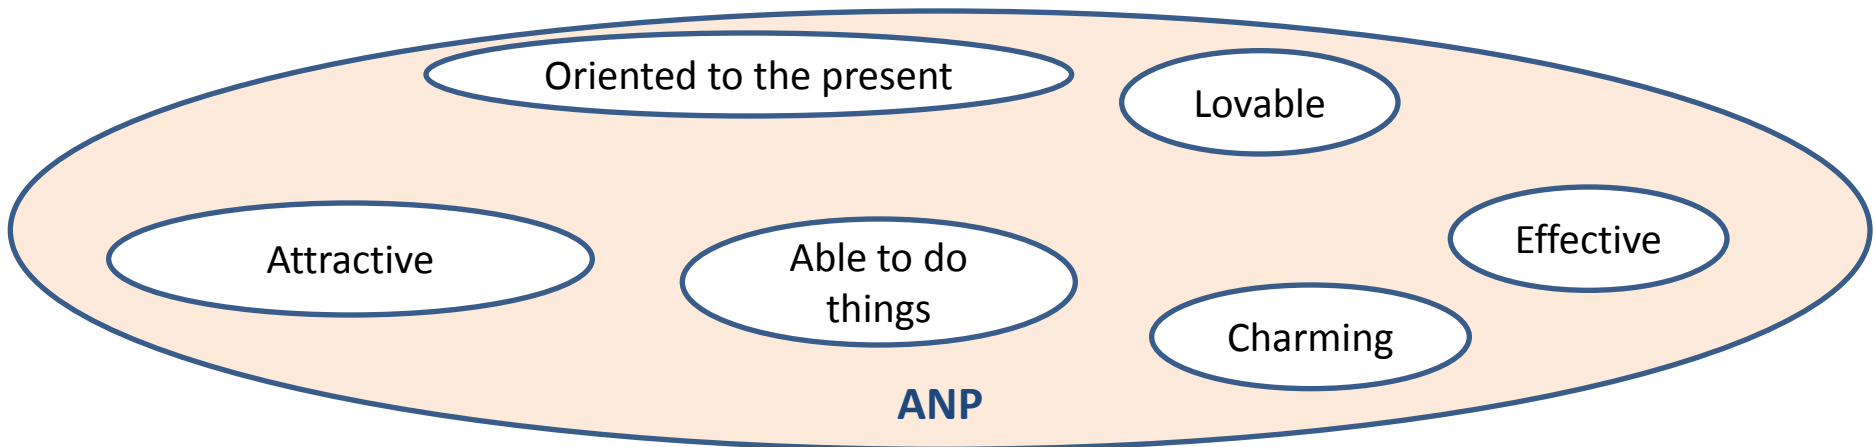 Oriented to the present
Lovable
Attractive
Able to do
things
Effective
Charming
ANP